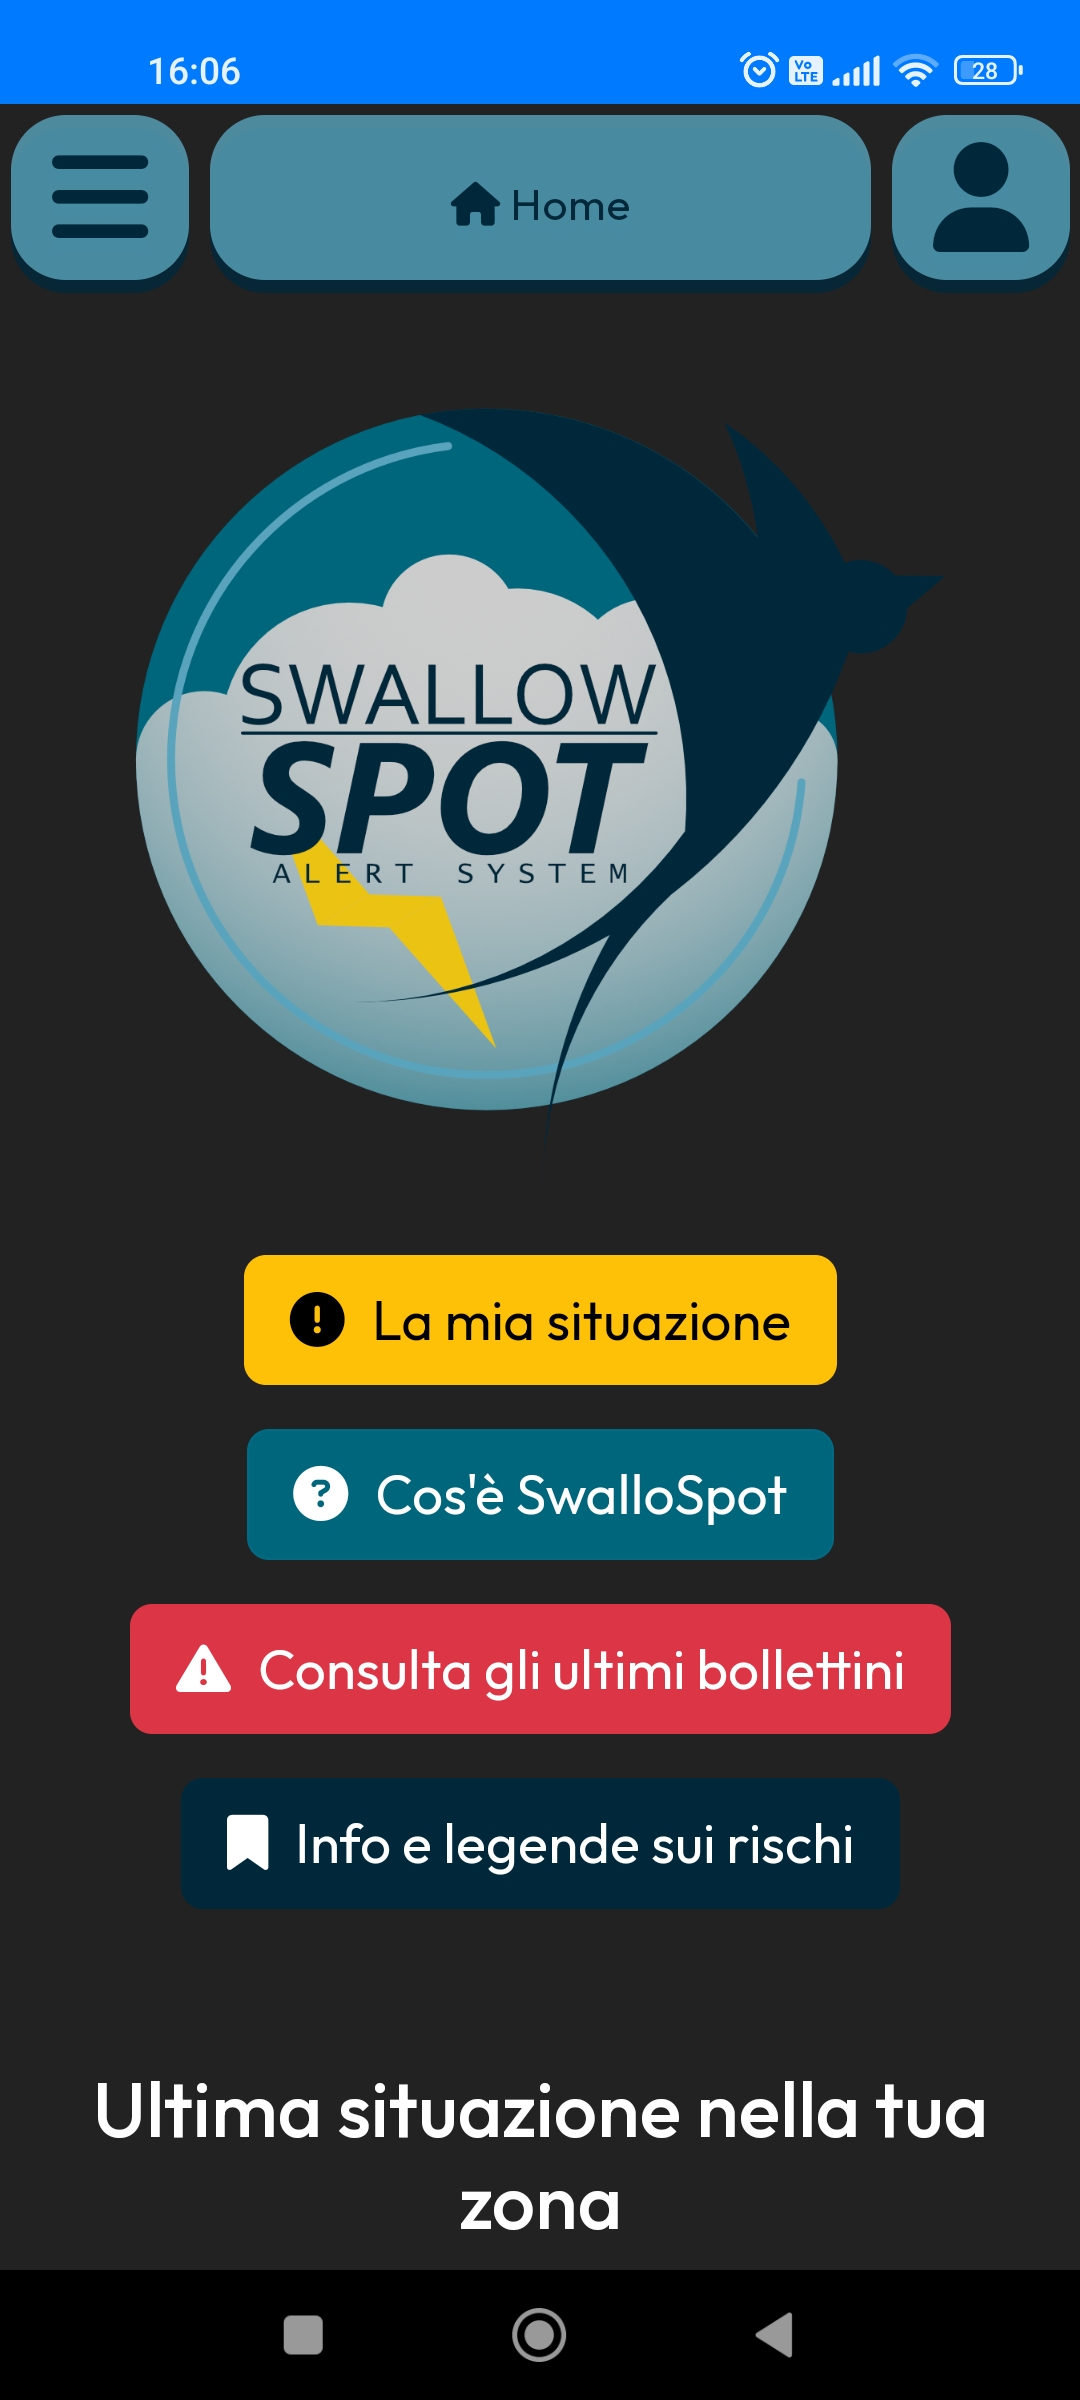 16:06
Vo
LTE
28
Home
SWALLOW
SPOT
ALERT SYSTEM
La mia situazione
Cos'è SwalloSpot
Consulta gli ultimi bollettini
Info e legende sui rischi
Ultima situazione nella tua
zona